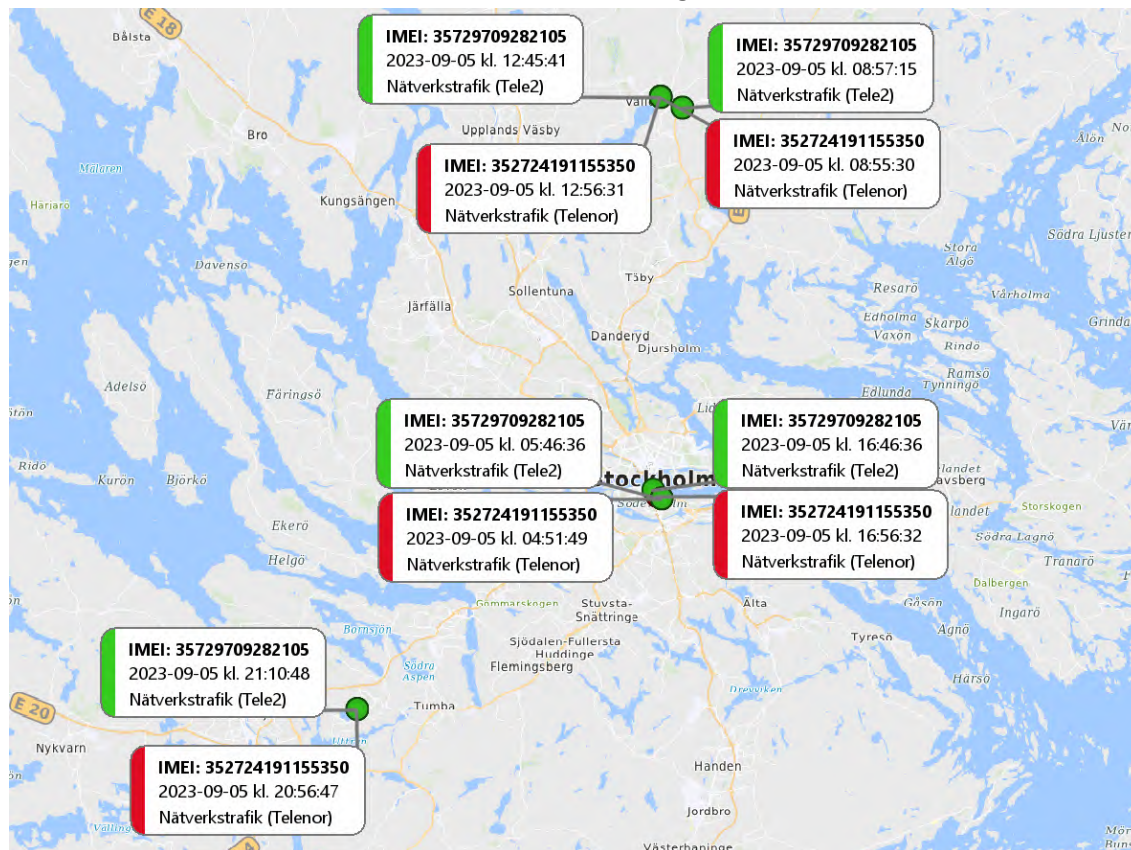 E 18
Bålsta
IMEI: 35729709282105
2023-09-05 kl. 12:45:41
Nätverkstrafik (Tele2)
IMEI: 35729709282105
2023-09-05 kl. 08:57:15
Nätverkstrafik (Tele2)
Bro
Upplands Väsby
IMEI: 352724191155350
2023-09-05 kl. 12:56:31
Nätverkstrafik (Telenor)
IMEI: 352724191155350
2023-09-05 kl. 08:55:30
Nätverkstrafik (Telenor)
Mälaren
Kungsängen
Davensö
Stora
Algö
Södra Ljuster
Täby
Sollentuna
Resarö
Vårholma
Järfälla
Edholma
Skarpö
Vaxön
Grinda
Danderyd
Djursholm
Rindö
Ramsö
Tynningö
Adelsö
Färingsö
Edlunda
IMEI: 35729709282105
2023-09-05 kl. 05:46:36
Nätverkstrafik (Tele2)
IMEI: 35729709282105
2023-09-05 kl. 16:46:36
Nätverkstrafik (Tele2)
Ridö
Kurön
Björkö
tockholm
IMEI: 352724191155350
2023-09-05 kl. 04:51:49
Nätverkstrafik (Telenor)
IMEI: 352724191155350
2023-09-05 kl. 16:56:32
Nätverkstrafik (Telenor)
Storskogen
Ekerö
Södra Lagnö
Helgö
Tranarö
Dalbergen
Gömmarskogen
Stuvsta-
Snättringe
Älta
Gåsön
Ingarö
Bornsjön
Agnö
Tyresö
Sjödalen-Fullersta
Huddinge
Flemingsberg
IMEI: 35729709282105
2023-09-05 kl. 21:10:48
Nätverkstrafik (Tele2)
Södra
Aspen
Härsö
Drevviken
Tumba
E 20
Uttran
Nykvarn
IMEI: 352724191155350
2023-09-05 kl. 20:56:47
Nätverkstrafik (Telenor)
Handen
Jordbro
Västerhaninge